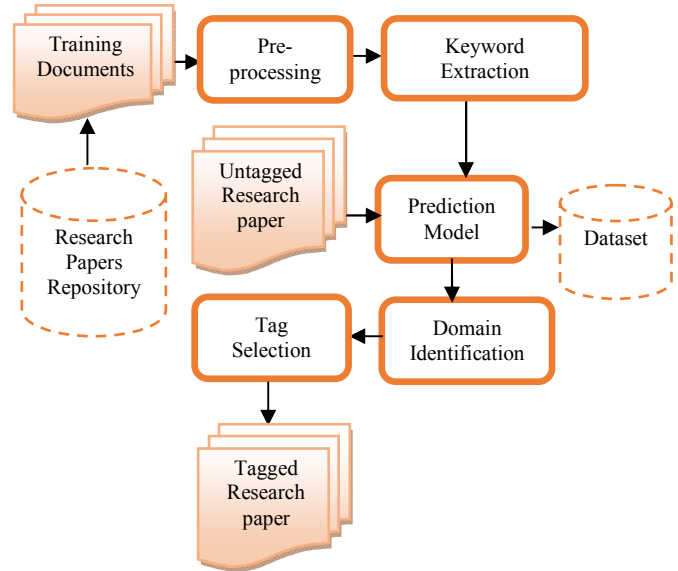 Training
Documents
Pre-
processing
Keyword
Extraction
Untagged
Research
paper
Prediction
Model
Dataset
Research
Papers
Repository
Tag
Selection
Domain
Identification
Tagged
Research
paper